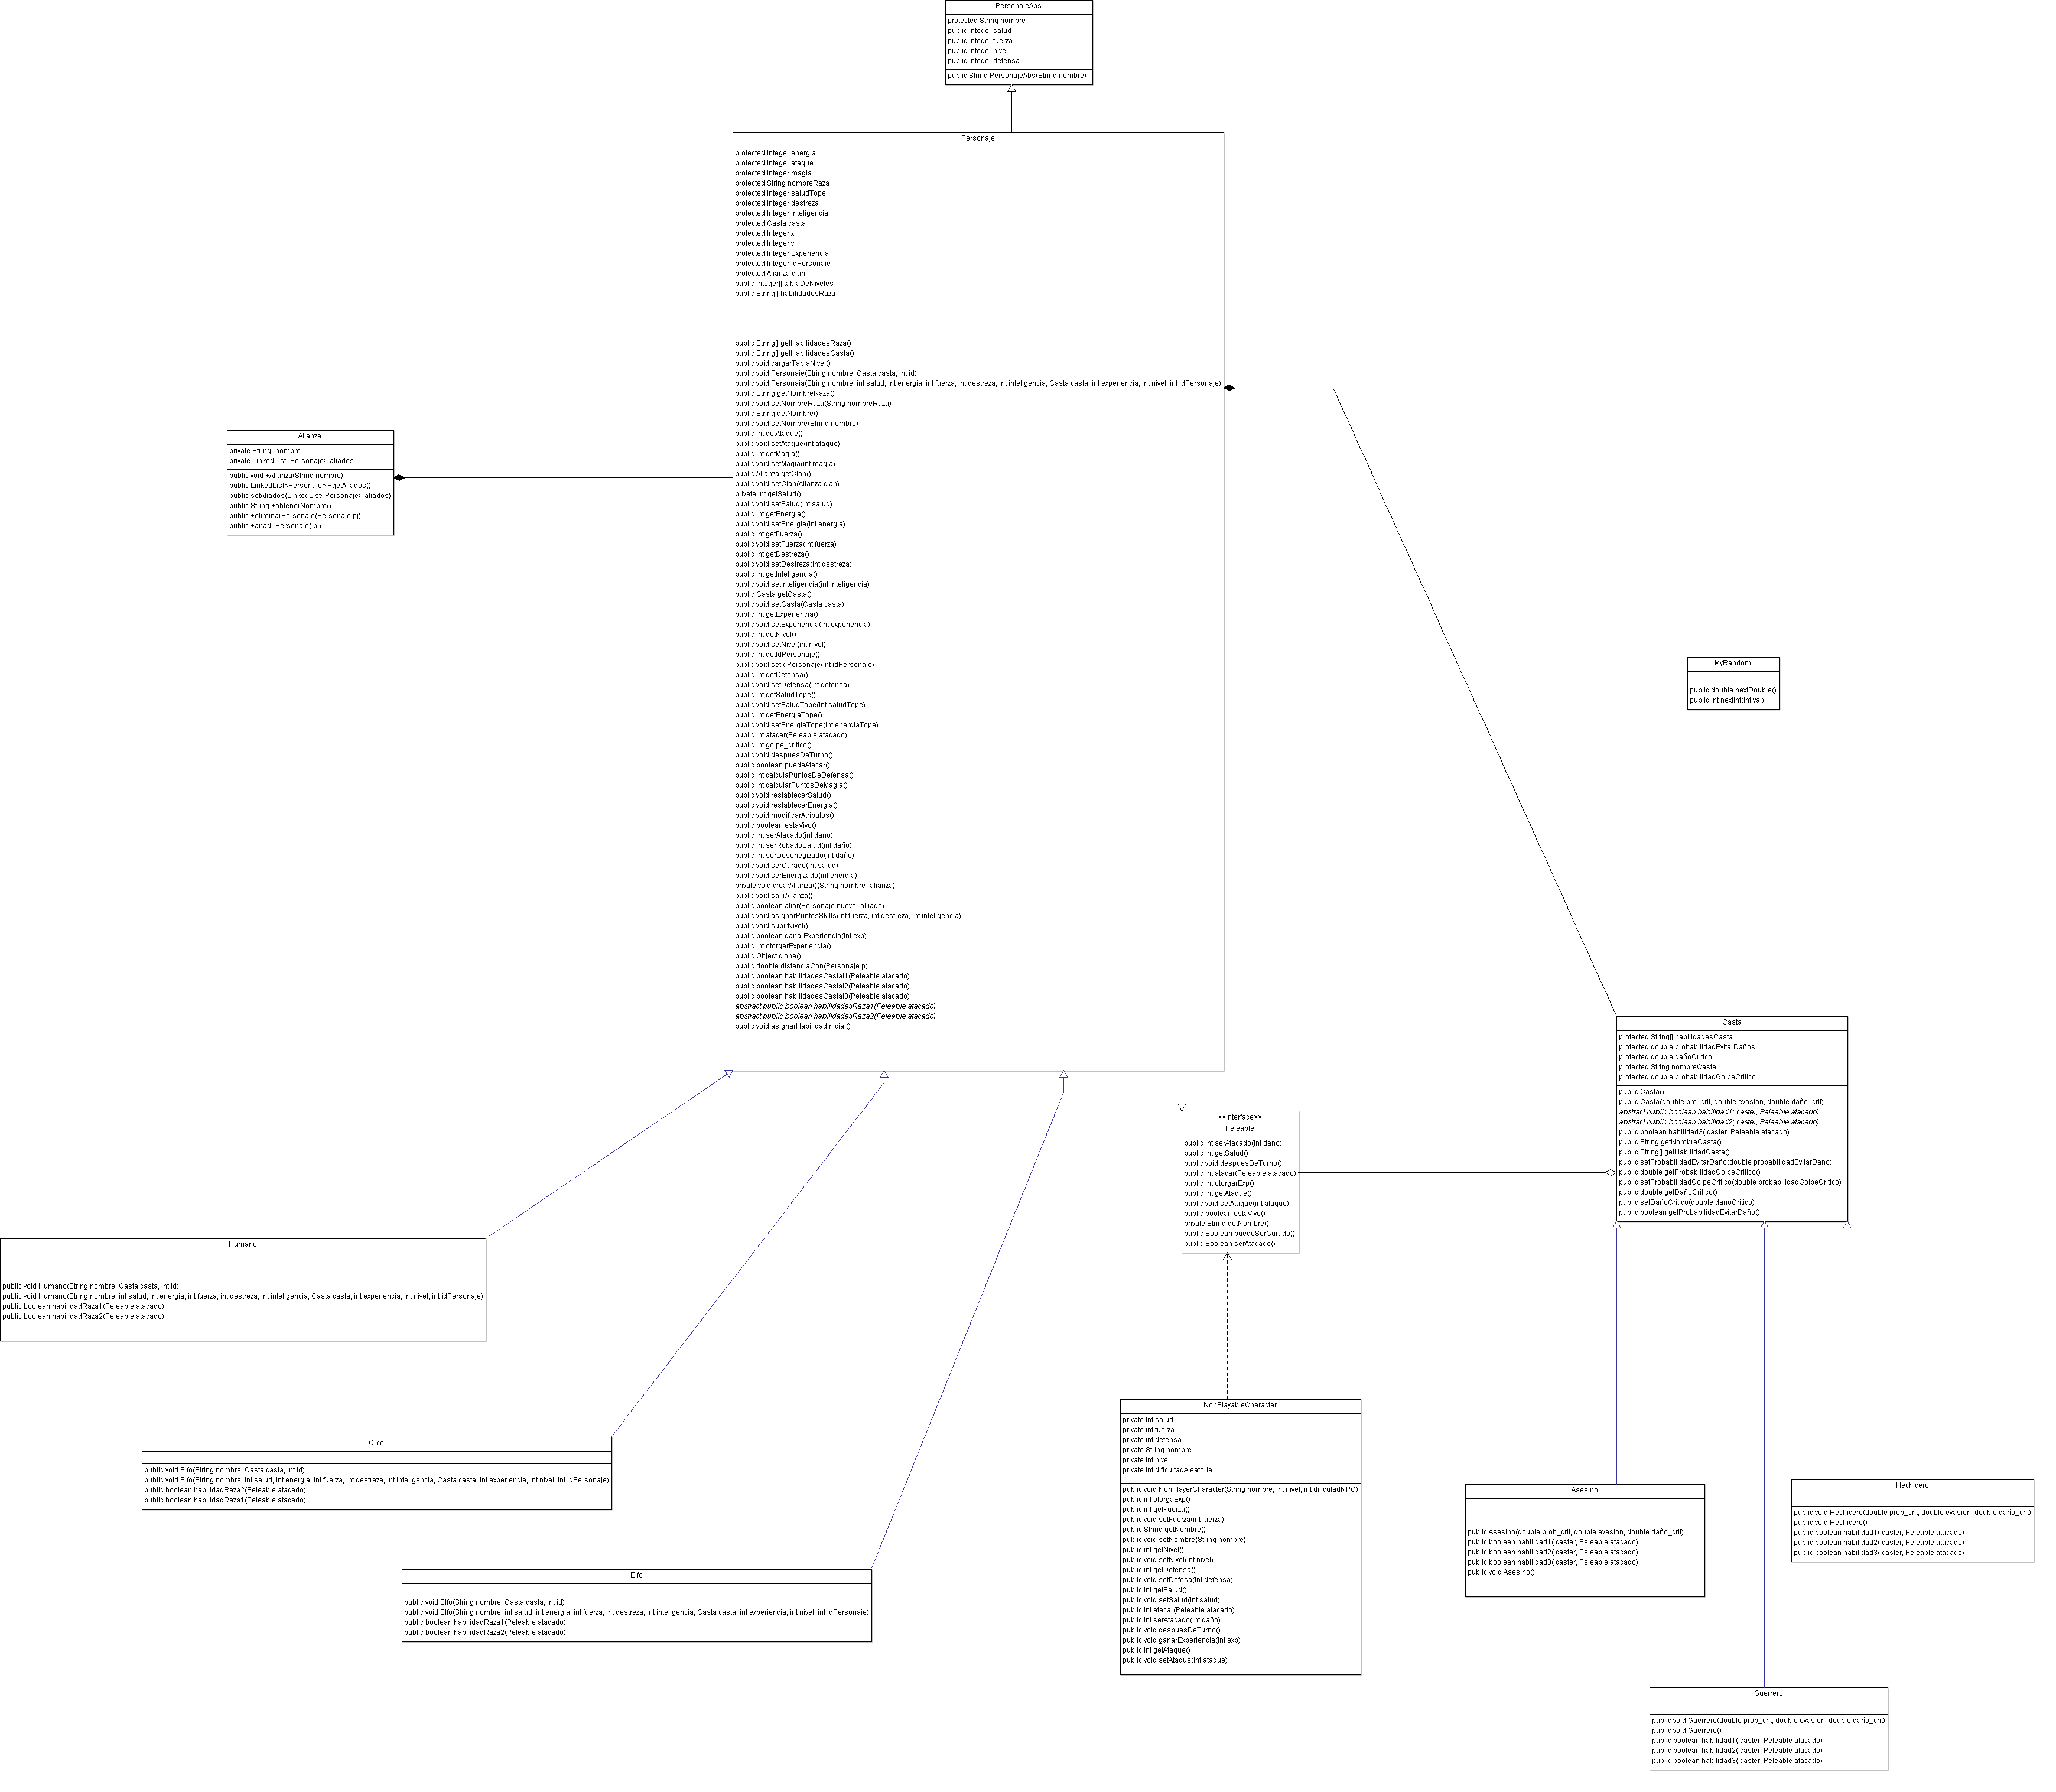 PersonajeAbs
protected String nombre
public Integer salud
public Integer fuerza
public Integer nivel
public Integer defensa
public String PersonajeAbs(String nombre)
Personaje
protected Integer energia
protected Integer ataque
protected Integer magia
protected String nombreRaza
protected Integer saludTope
protected Integer destreza
protected Integer inteligencia
protected Casta casta
protected Integer x
protected Integer y
protected Integer Experiencia
protected Integer idPersonaje
protected Alianza clan
public Integer[] tablaDeNiveles
public String[] habilidadesRaza
public String[] getHabilidadesRaza()
public String[] getHabilidadesCasta()
public void cargarTablaNivel()
public void Personaje(String nombre, Casta casta, int id)
public void Personaja(String nombre, int salud, int energia, int fuerza, int destreza, int inteligencia, Casta casta, int experiencia, int nivel, int idPersonaje)
public String getNombreRaza()
public void setNombreRaza(String nombreRaza)
public String getNombre()
public void setNombre(String nombre)
public int getAtaque()
public void setAtaque(int ataque)
public int getMagia()
public void setMagia(int magia)
public Alianza getClan()
public void setClan(Alianza clan)
private int getSalud()
public void setSalud(int salud)
public int getEnergia()
public void setEnergia(int energia)
public int getFuerza()
public void setFuerza(int fuerza)
public int getDestreza()
public void setDestreza(int destreza)
public int getInteligencia()
public void setInteligencia(int inteligencia)
public Casta getCasta()
public void setCasta(Casta casta)
public int getExperiencia()
public void setExperiencia(int experiencia)
public int getNivel()
public void setNivel(int nivel)
public int getIdPersonaje()
public void setIdPersonaje(int idPersonaje)
public int getDefensa()
public void setDefensa(int defensa)
public int getSaludTope()
public void setSaludTope(int saludTope)
public int getEnergiaTope()
public void setEnergiaTope(int energiaTope)
public int atacar(Peleable atacado)
public int golpe_critico()
public void despuesDeTurno()
public boolean puedeAtacar()
public int calculaPuntosDeDefensa()
public int calcularPuntosDeMagia()
public void restablecerSalud()
public void restablecerEnergia()
public void modificarAtributos()
public boolean estaVivo()
public int serAtacado(int daño)
public int serRobadoSalud(int daño)
public int serDesenegizado(int daño)
public void serCurado(int salud)
public void serEnergizado(int energia)
private void crearAlianza()(String nombre_alianza)
public void salirAlianza()
public boolean aliar(Personaje nuevo_aliiado)
public void asignarPuntosSkills(int fuerza, int destreza, int inteligencia)
public void subirNivel()
public boolean ganarExperiencia(int exp)
public int otorgarExperiencia()
public Object clone()
public dooble distanciaCon(Personaje p)
public boolean habilidadesCastal1(Peleable atacado)
public boolean habilidadesCastal2(Peleable atacado)
public boolean habilidadesCastal3(Peleable atacado)
abstract public boolean habilidadesRaza1(Peleable atacado)
abstract public boolean habilidadesRaza2(Peleable atacado)
public void asignarHabilidadInicial()
Alianza
private String -nombre
private LinkedList<Personaje> aliados
public void +Alianza(String nombre)
public LinkedList<Personaje> +getAliados()
public setAliados(LinkedList<Personaje> aliados)
public String +obtenerNombre()
public +eliminarPersonaje(Personaje pj)
public +añadirPersonaje( pj)
MyRandom
public double nextDouble()
public int nextInt(int val)
Casta
protected String[] habilidadesCasta
protected double probabilidadEvitarDaños
protected double dañoCritico
protected String nombreCasta
protected double probabilidadGolpeCritico
public Casta()
public Casta(double pro_crit, double evasion, double daño_crit)
abstract public boolean habilidad1( caster, Peleable atacado)
abstract public boolean habilidad2( caster, Peleable atacado)
public boolean habilidad3( caster, Peleable atacado)
public String getNombreCasta()
public String[] getHabilidadCasta()
public setProbabilidadEvitarDaño(double probabilidadEvitarDaño)
public double getProbabilidadGolpeCritico()
public setProbabilidadGolpeCritico(double probabilidadGolpeCritico)
public double getDañoCritico()
public setDañoCritico(double dañoCritico)
public boolean getProbabilidadEvitarDaño()
<<interface>>
Peleable
public int serAtacado(int daño)
public int getSalud()
public void despuesDeTurno()
public int atacar(Peleable atacado)
public int otorgarExp()
public int getAtaque()
public void setAtaque(int ataque)
public boolean estaVivo()
private String getNombre()
public Boolean puedeSerCurado()
public Boolean serAtacado()
Humano
public void Humano(String nombre, Casta casta, int id)
public void Humano(String nombre, int salud, int energia, int fuerza, int destreza, int inteligencia, Casta casta, int experiencia, int nivel, int idPersonaje)
public boolean habilidadRaza1(Peleable atacado)
public boolean habilidadRaza2(Peleable atacado)
Orco
public void Elfo(String nombre, Casta casta, int id)
public void Elfo(String nombre, int salud, int energia, int fuerza, int destreza, int inteligencia, Casta casta, int experiencia, int nivel, int idPersonaje)
public boolean habilidadRaza2(Peleable atacado)
public boolean habilidadRaza1(Peleable atacado)
Elfo
public void Elfo(String nombre, Casta casta, int id)
public void Elfo(String nombre, int salud, int energia, int fuerza, int destreza, int inteligencia, Casta casta, int experiencia, int nivel, int idPersonaje)
public boolean habilidadRaza1(Peleable atacado)
public boolean habilidadRaza2(Peleable atacado)
NonPlayableCharacter
private Int salud
private int fuerza
private int defensa
private String nombre
private int nivel
private int dificultadAleatoria
public void NonPlayerCharacter(String nombre, int nivel, int dificutadNPC)
public int otorgaExp()
public int getFuerza()
public void setFuerza(int fuerza)
public String getNombre()
public void setNombre(String nombre)
public int getNivel()
public void setNivel(int nivel)
public int getDefensa()
public void setDefesa(int defensa)
public int getSalud()
public void setSalud(int salud)
public int atacar(Peleable atacado)
public int serAtacado(int daño)
public void despuesDeTurno()
public void ganarExperiencia(int exp)
public int getAtaque()
public void setAtaque(int ataque)
Asesino
public Asesino(double prob_crit, double evasion, double daño_crit)
public boolean habilidad1( caster, Peleable atacado)
public boolean habilidad2( caster, Peleable atacado)
public boolean habilidad3( caster, Peleable atacado)
public void Asesino()
Hechicero
public void Hechicero(double prob_crit, double evasion, double daño_crit)
public void Hechicero()
public boolean habilidad1( caster, Peleable atacado)
public boolean habilidad2( caster, Peleable atacado)
public boolean habilidad3( caster, Peleable atacado)
Guerrero
public void Guerrero(double prob_crit, double evasion, double daño_crit)
public void Guerrero()
public boolean habilidad1( caster, Peleable atacado)
public boolean habilidad2( caster, Peleable atacado)
public boolean habilidad3( caster, Peleable atacado)